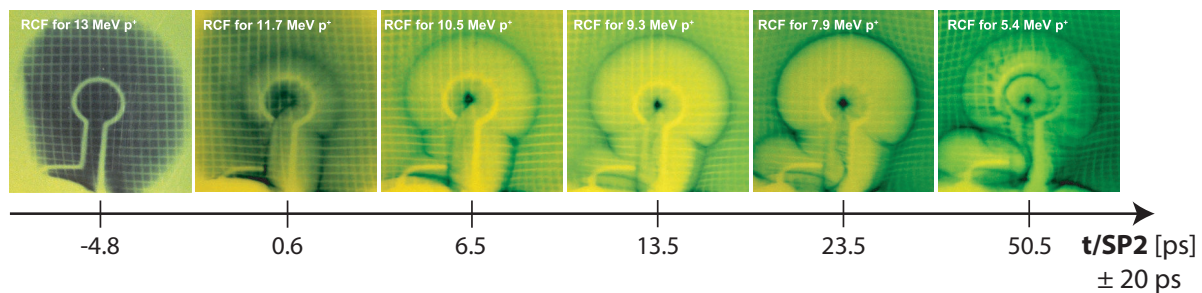 RCF for 13 MeV p⁺
RCF for 11.7 MeV p⁺
RCF for 10.5 MeV p⁺
RCF for 9.3 MeV p⁺
RCF for 7.9 MeV p⁺
RCF for 5.4 MeV p⁺
-4.8
0.6
6.5
13.5
23.5
50.5
t/SP2 [ps]
± 20 ps